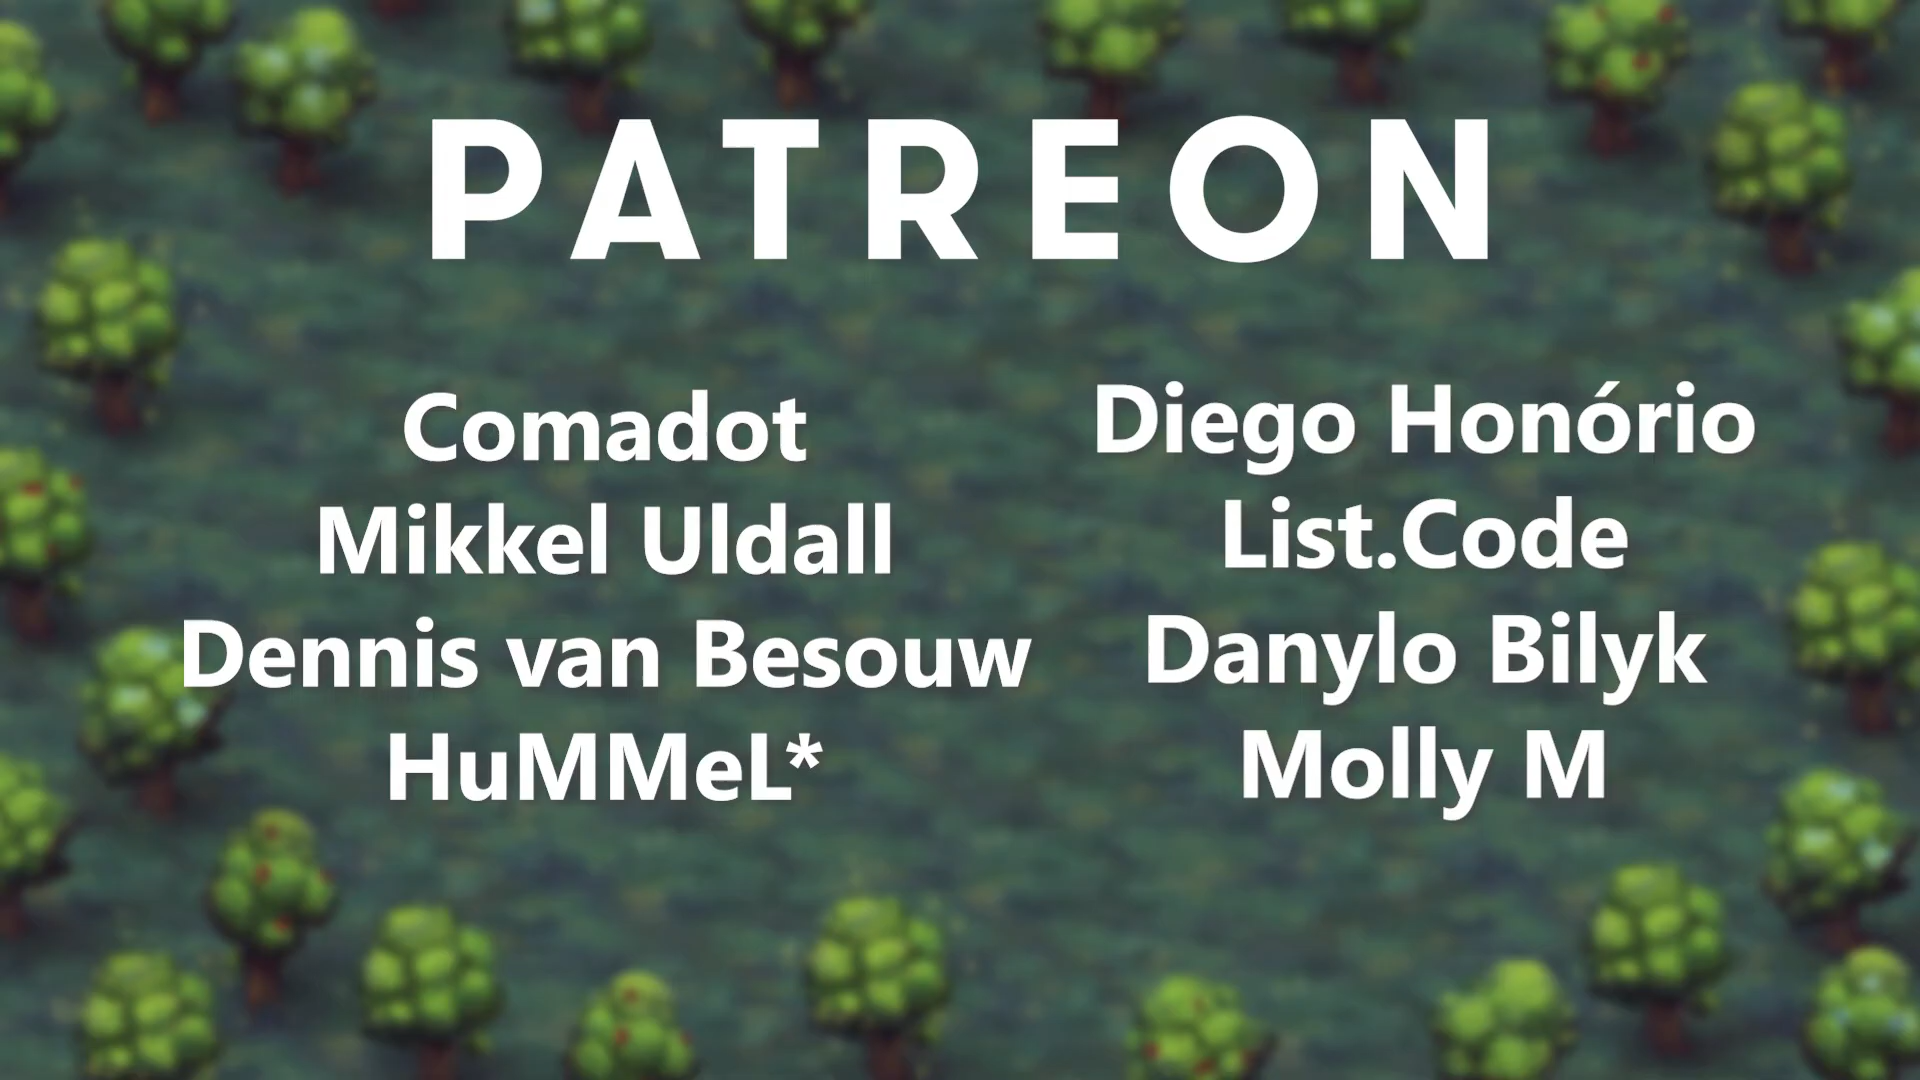 PATREON
Comadot
Mikkel Uldall
Dennis van Besouw
HuMMeL*
Diego Honório
List.Code
Danylo Bilyk
Molly M